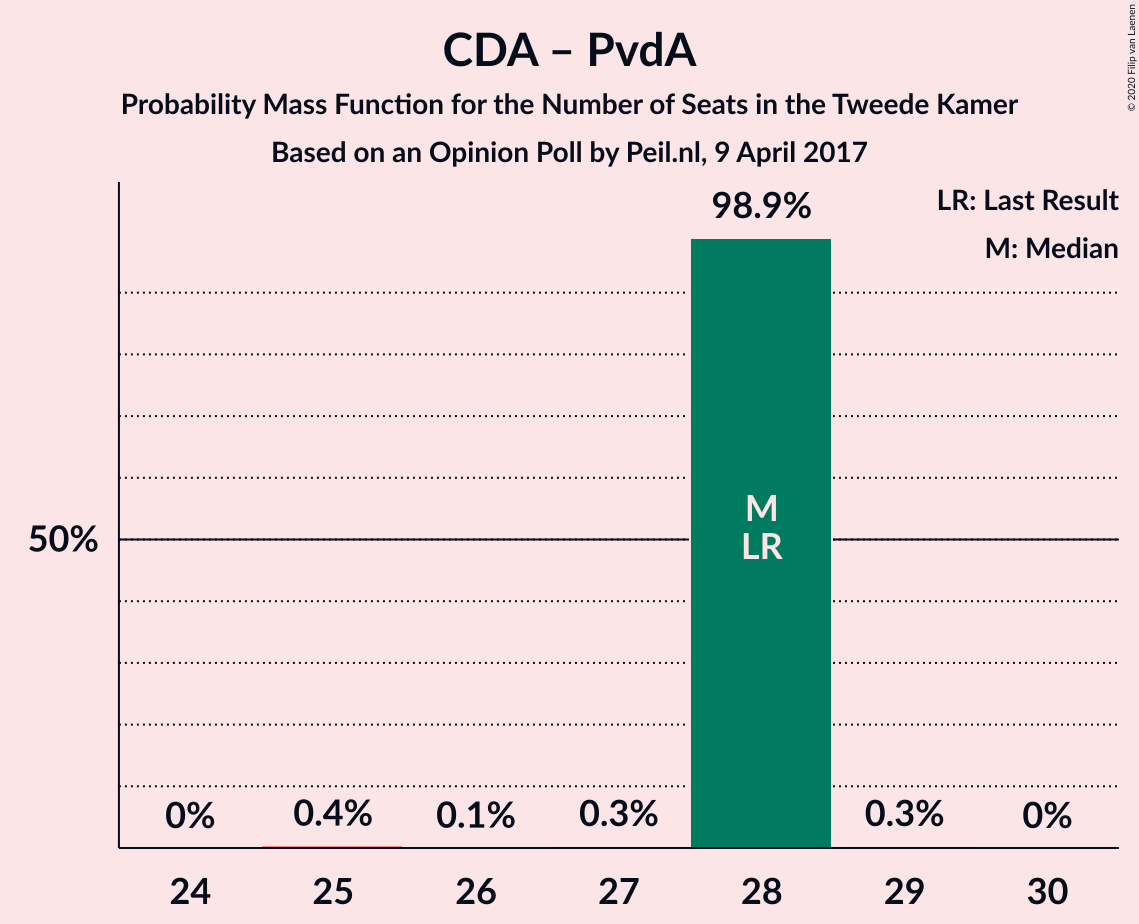 CDA – PvdA
Probability Mass Function for the Number of Seats in the Tweede Kamer
Based on an Opinion Poll by Peil.nl, 9 April 2017
© 2020 Filip van Laenen
LR: Last Result
M: Median
98.9%
50%
M
LR
0%
0.4%
0.1%
0.3%
0.3%
0%
24
25
26
27
28
29
30